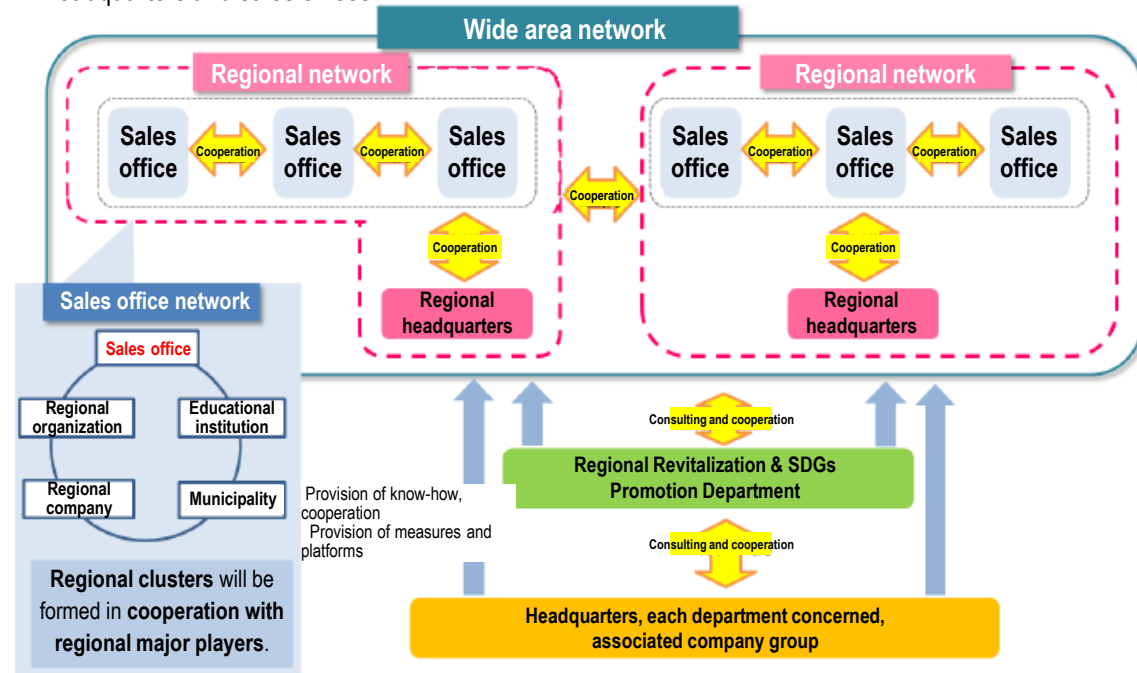 Wide area network
Regional network
Regional network
Sales
office
Cooperation
Sales
office
Cooperation
Sales
office
Cooperation
Sales
office
Cooperation
Sales
office
Cooperation
Sales
office
Cooperation
Regional
headquarters
Cooperation
Regional
headquarters
Sales office network
Sales office
Regional
organization
Educational
institution
Regional
company
Municipality
Regional clusters will be
formed in cooperation with
regional major players.
Provision of know-how,
cooperation
Provision of measures and
platforms
Consulting and cooperation
Regional Revitalization & SDGs
Promotion Department
Consulting and cooperation
Headquarters, each department concerned,
associated company group